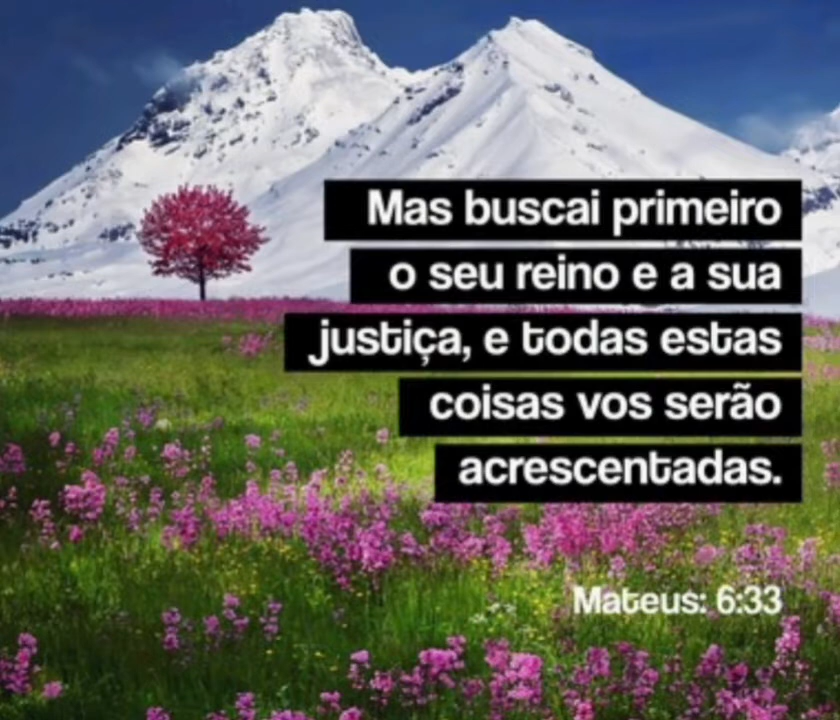 Mas buscai primeiro
o seu reino e a sua
justiça, e todas estas
coisas vos serão
acrescentadas.
Mateus: 6:33